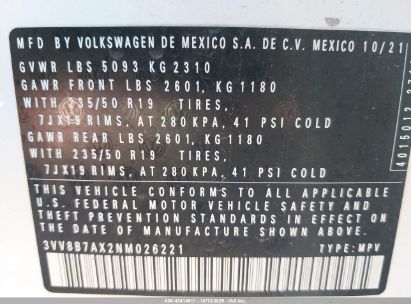 MFD BY VOLKSWAGEN DE MEXICO S.A. DE C.V. MEXICO 10/21
GVWR LBS 5093 KG 2310
GAWR FRONT LBS 2601, KG 1180
WITH 235/50 R19 TIRES,
7JX19 RIMS, AT 280 KPA, 41 PSI COLD
GAWR REAR LBS 2601, KG 1180
WITH 235/50 R19 TIRES,
7JX19 RIMS, AT 280 KPA, 41 PSI COLD
THIS VEHICLE CONFORMS TO ALL APPLICABLE
U.S. FEDERAL MOTOR VEHICLE SAFETY AND THEFT
PREVENTION STANDARDS IN EFFECT ON
THE DATE OF MANUFACTURE SHOWN ABOVE.
3VV8B7AX2NM026221 TYPE: MPV